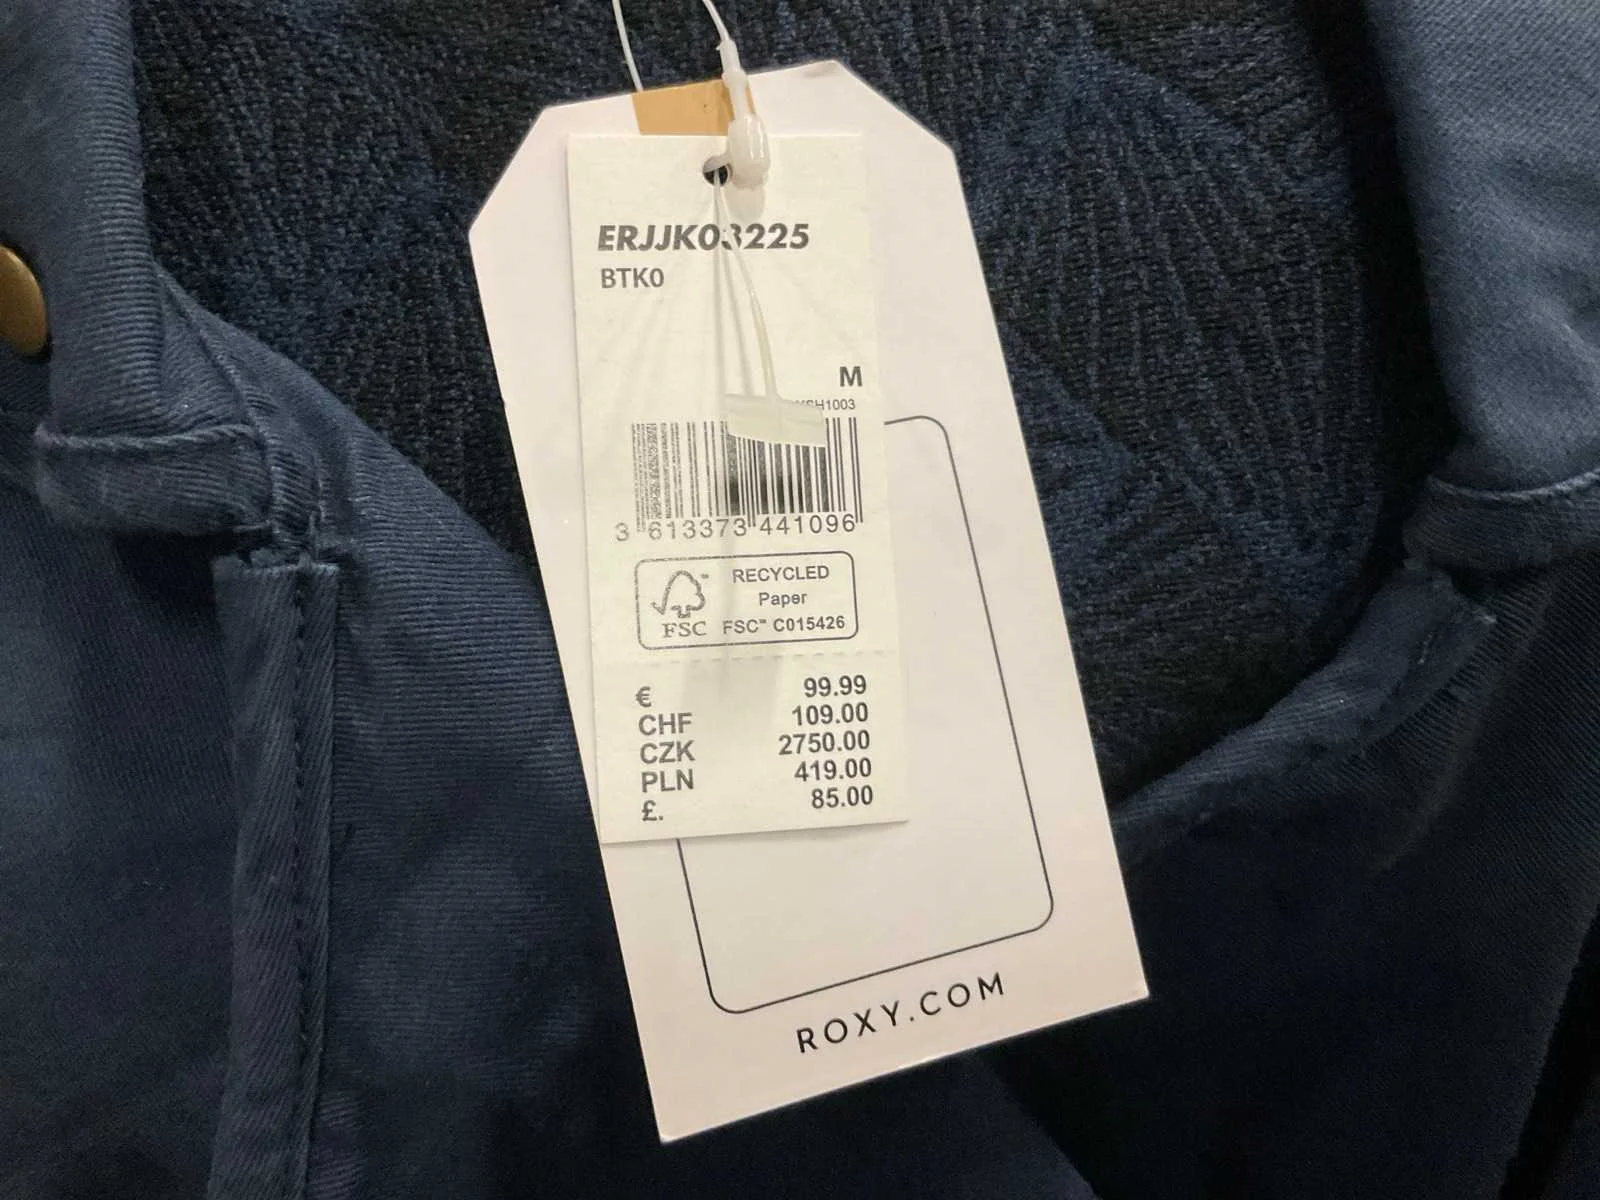 ERJJK03225
BTK0
M
3 613373 441096
RECYCLED
Paper
FSC™ C015426
FSC
€ 99.99
CHF 109.00
CZK 2750.00
PLN 419.00
£. 85.00
ROXY.COM